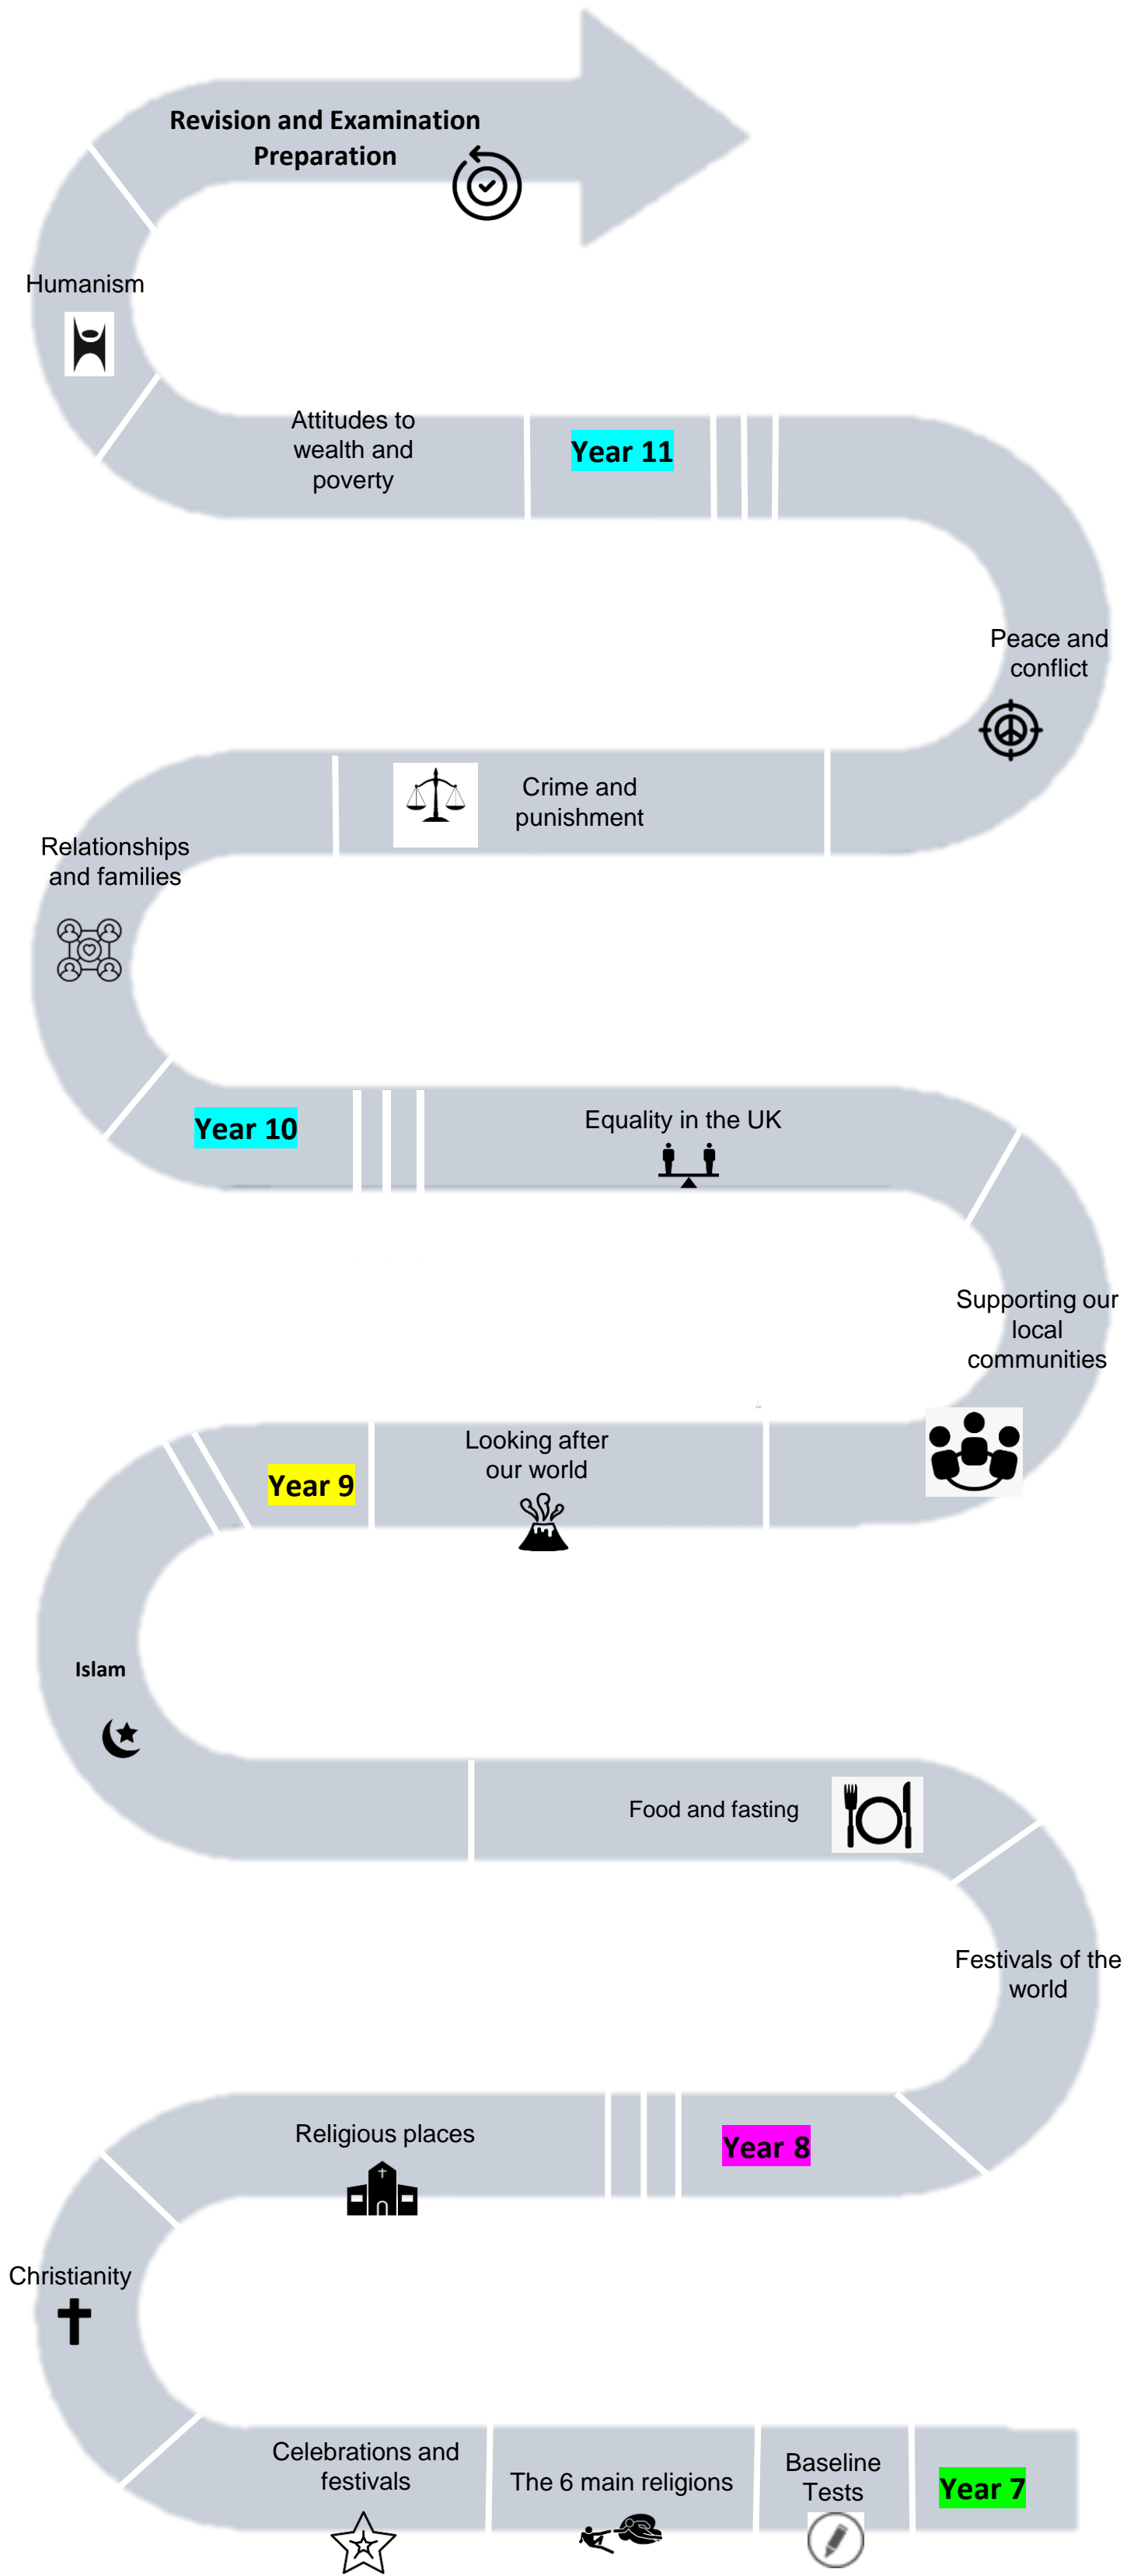 Revision and Examination
Preparation
Humanism
Attitudes to
wealth and
poverty
Year 11
Peace and
conflict
Crime and
punishment
Relationships
and families
Year 10
Equality in the UK
Supporting our
local
communities
Looking after
our world
Year 9
Islam
Food and fasting
Festivals of the
world
Religious places
Year 8
Christianity
Celebrations and
festivals
The 6 main religions
Baseline
Tests
Year 7